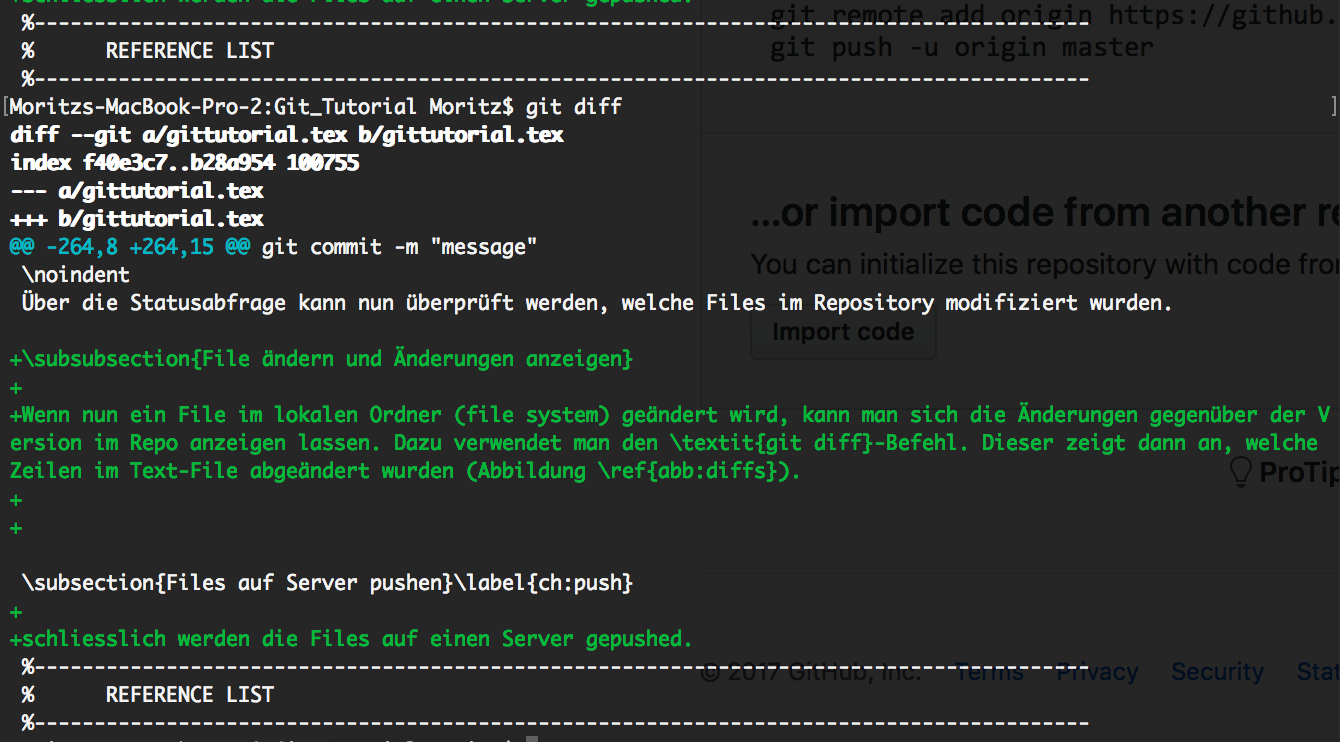 +schliesslich werden die Files auf einen Server gepushed.
%----------------------------------------------------------------------------------------
%      REFERENCE LIST
%----------------------------------------------------------------------------------------
[Moritzs-MacBook-Pro-2:Git_Tutorial Moritz$ git diff ]
diff --git a/gittutorial.tex b/gittutorial.tex
index f40e3c7..b28a954 100755
--- a/gittutorial.tex
+++ b/gittutorial.tex
@@ -264,8 +264,15 @@ git commit -m "message"
\noindent
Über die Statusabfrage kann nun überprüft werden, welche Files im Repository modifiziert wurden.
+\subsubsection{File ändern und Änderungen anzeigen}
+
+Wenn nun ein File im lokalen Ordner (file system) geändert wird, kann man sich die Änderungen gegenüber der V
ersion im Repo anzeigen lassen. Dazu verwendet man den \textit{git diff}-Befehl. Dieser zeigt dann an, welche
Zeilen im Text-File abgeändert wurden (Abbildung \ref{abb:diffs}).
+
+
\subsection{Files auf Server pushen}\label{ch:push}
+
+schliesslich werden die Files auf einen Server gepushed.
%----------------------------------------------------------------------------------------
%      REFERENCE LIST
%----------------------------------------------------------------------------------------
git remote add origin https://github.
git push -u origin master
...or import code from another re
You can initialize this repository with code fro
Import code
ProTip
© 2017 GitHub, Inc. Terms Privacy Security Stat